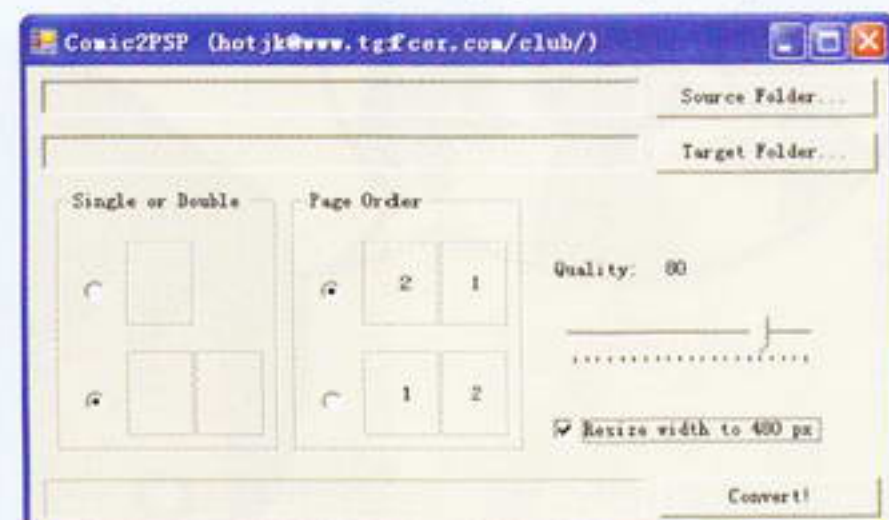 Comic2PSP (hotjk@www.tgfcer.com/club/)
Source Folder...
Target Folder...
Single or Double
Page Order
2 1
1 2
Quality: 80
Resize width to 480 px
Convert!